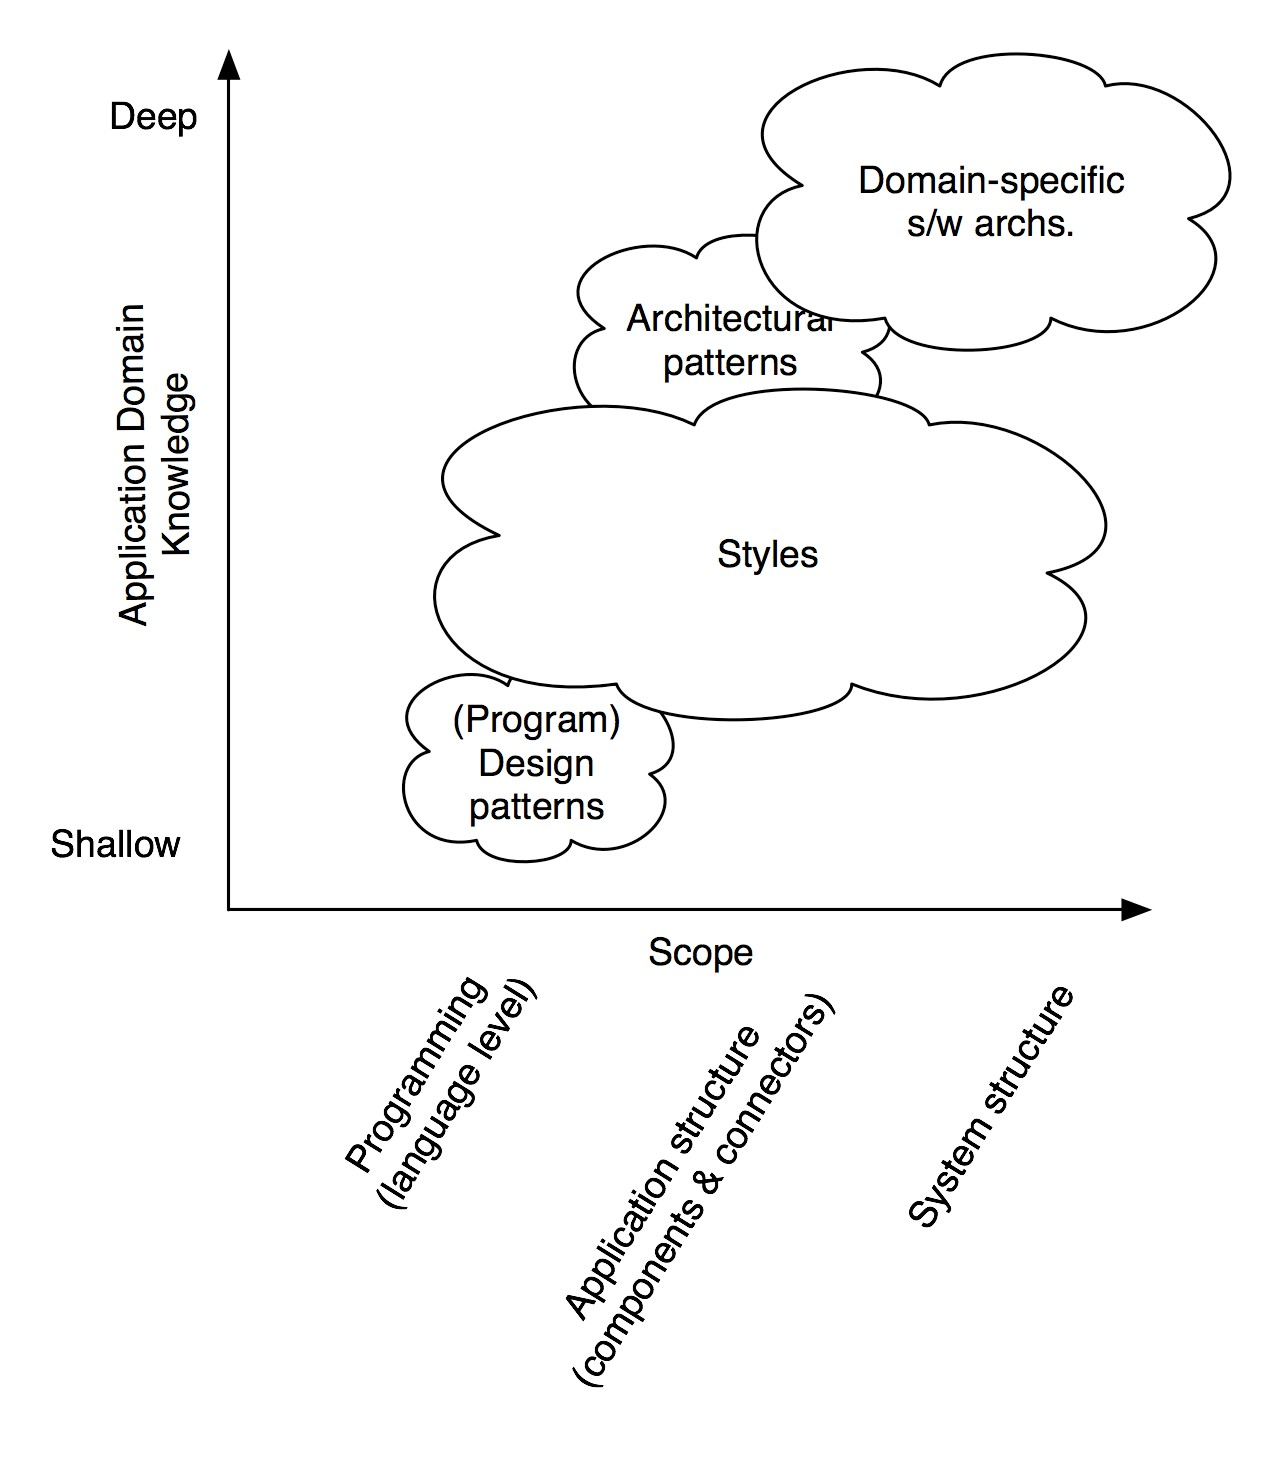 Deep
Domain-specific
s/w archs.
Architectural
patterns
Application Domain
Knowledge
Styles
(Program)
Design
patterns
Shallow
Scope
Programming
(language level)
Application structure
(components & connectors)
System structure